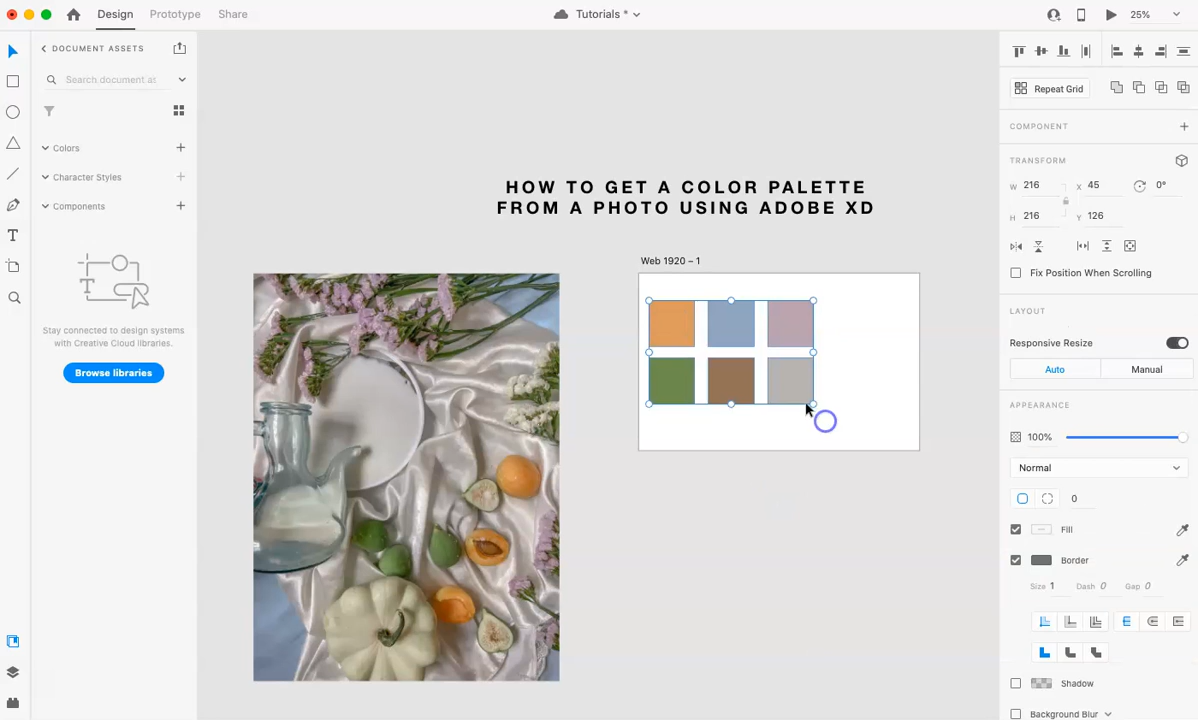 Design
Prototype
Share
Tutorials *
25%
DOCUMENT ASSETS
Search document as
Colors
Character Styles
Components
Stay connected to design systems
with Creative Cloud libraries.
Browse libraries
HOW TO GET A COLOR PALETTE
FROM A PHOTO USING ADOBE XD
Web 1920 – 1
Repeat Grid
COMPONENT
TRANSFORM
W 216 X 45 0°
H 216 Y 126
Fix Position When Scrolling
LAYOUT
Responsive Resize
Auto Manual
APPEARANCE
100%
Normal
0
Fill
Border
Size 1 Dash 0 Gap 0
Shadow
Background Blur